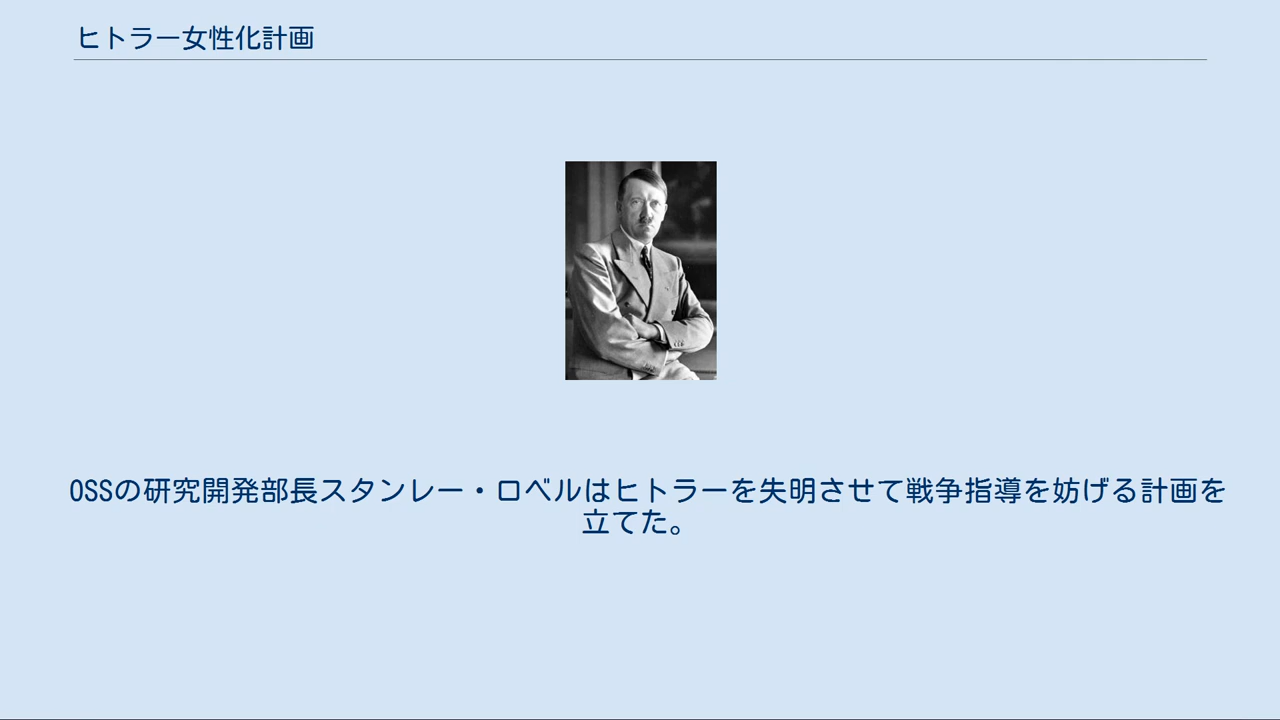 ヒトラー女性化計画
OSSの研究開発部長スタンレー・ロベルはヒトラーを失明させて戦争指導を妨げる計画を
立てた。